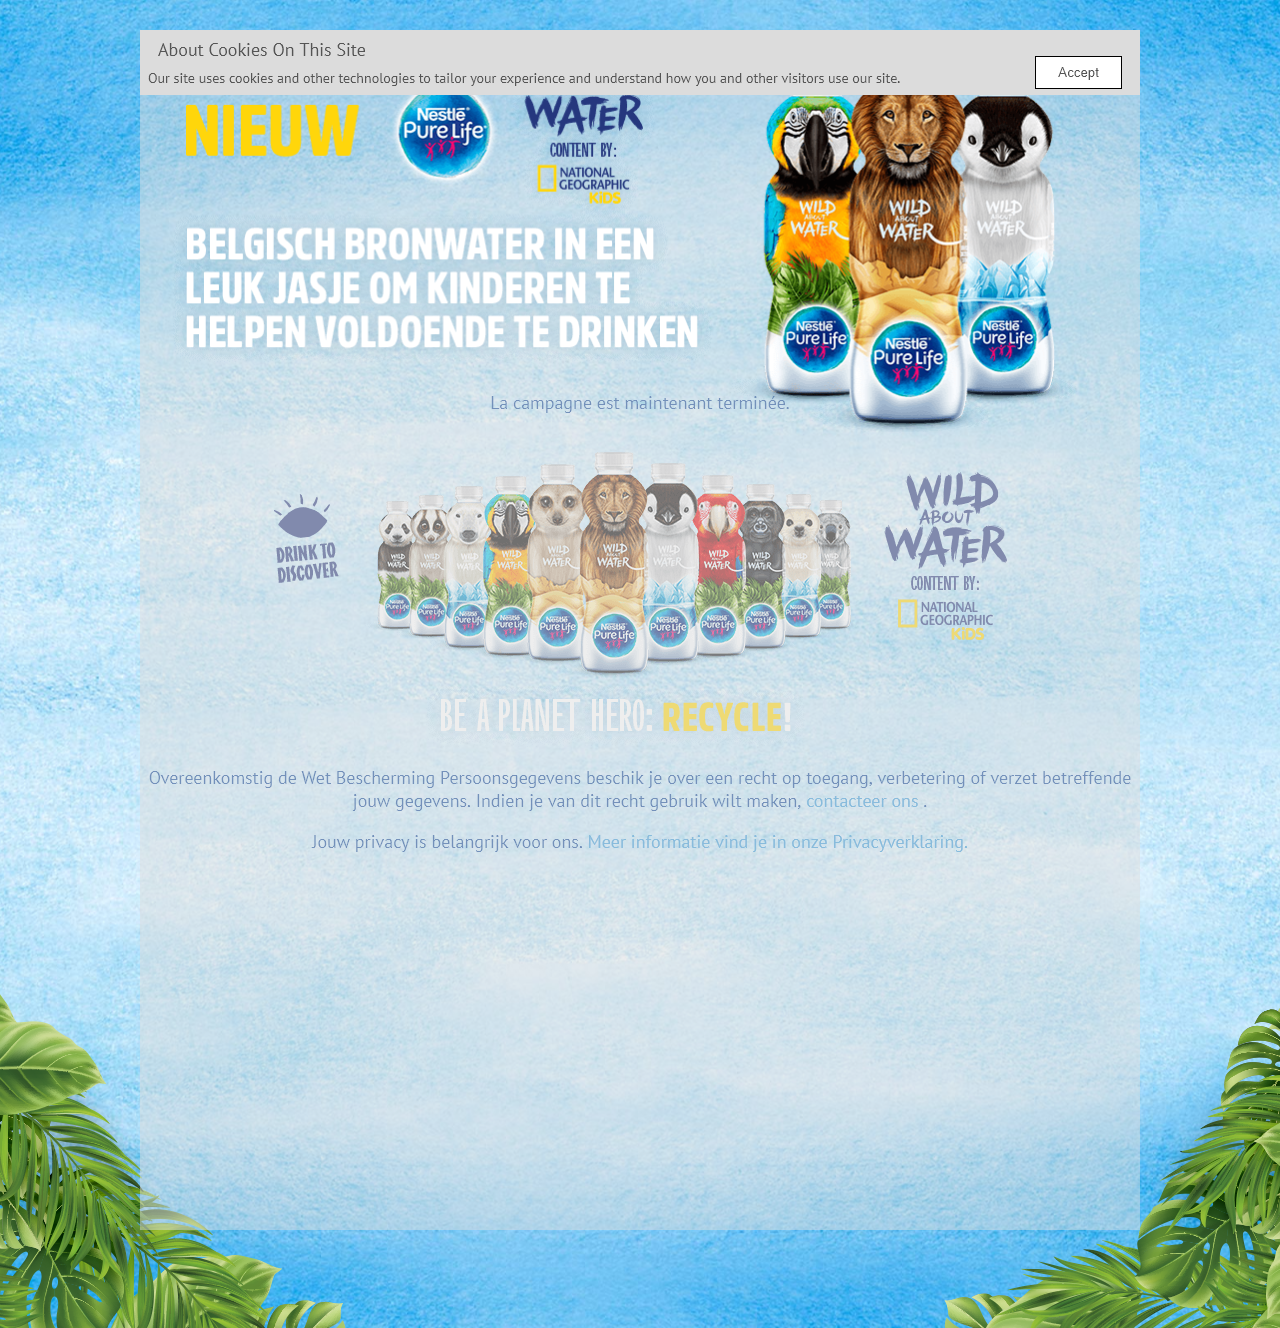 About Cookies On This Site
Our site uses cookies and other technologies to tailor your experience and understand how you and other visitors use our site.
Accept
NIEUW
Nestlé
Pure Life
WATER
CONTENT BY:
NATIONAL
GEOGRAPHIC
KiDS
BELGISCH BRONWATER IN EEN
LEUK JASJE OM KINDEREN TE
HELPEN VOLDOENDE TE DRINKEN
WILD
ABOUT
WATER
WILD
ABOUT
WATER
WILD
ABOUT
WATER
Nestlé
Pure Life
Nestlé
Pure Life
Nestlé
Pure Life
La campagne est maintenant terminée.
DRINK TO
DISCOVER
WILD
WATER
Nestlé
Pure Life
WILD
ABOUT
WATER
CONTENT BY:
NATIONAL
GEOGRAPHIC
KiDS
BE A PLANET HERO: RECYCLE!
Overeenkomstig de Wet Bescherming Persoonsgegevens beschik je over een recht op toegang, verbetering of verzet betreffende
jouw gegevens. Indien je van dit recht gebruik wilt maken, contacteer ons .
Jouw privacy is belangrijk voor ons. Meer informatie vind je in onze Privacyverklaring.